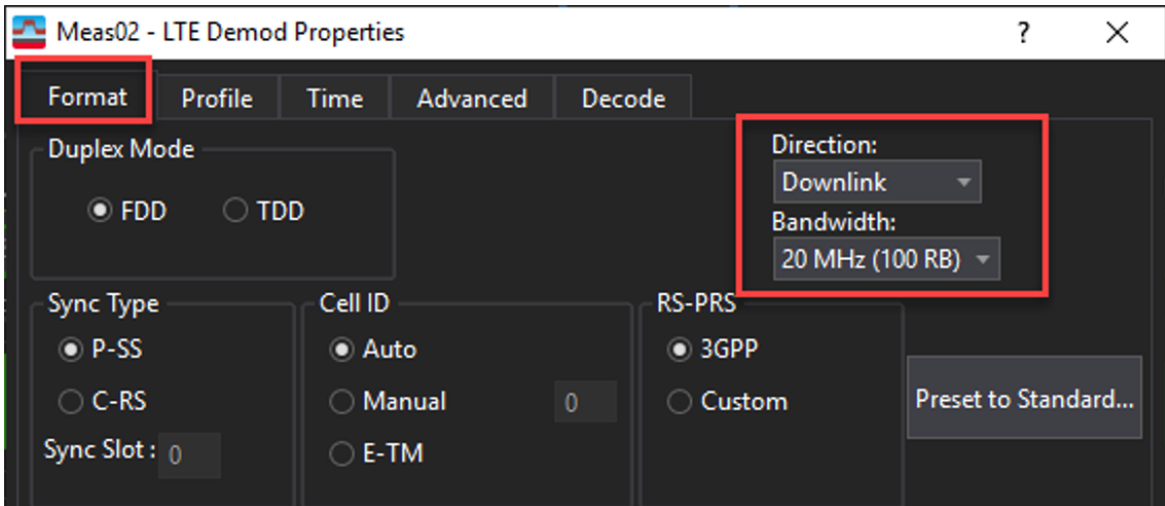 Meas02 - LTE Demod Properties ?
Format Profile Time Advanced Decode
Duplex Mode
FDD TDD
Direction:
Downlink
Bandwidth:
20 MHz (100 RB)
Sync Type
P-SS
C-RS
Sync Slot : 0
Cell ID
Auto
Manual 0
E-TM
RS-PRS
3GPP
Custom
Preset to Standard...